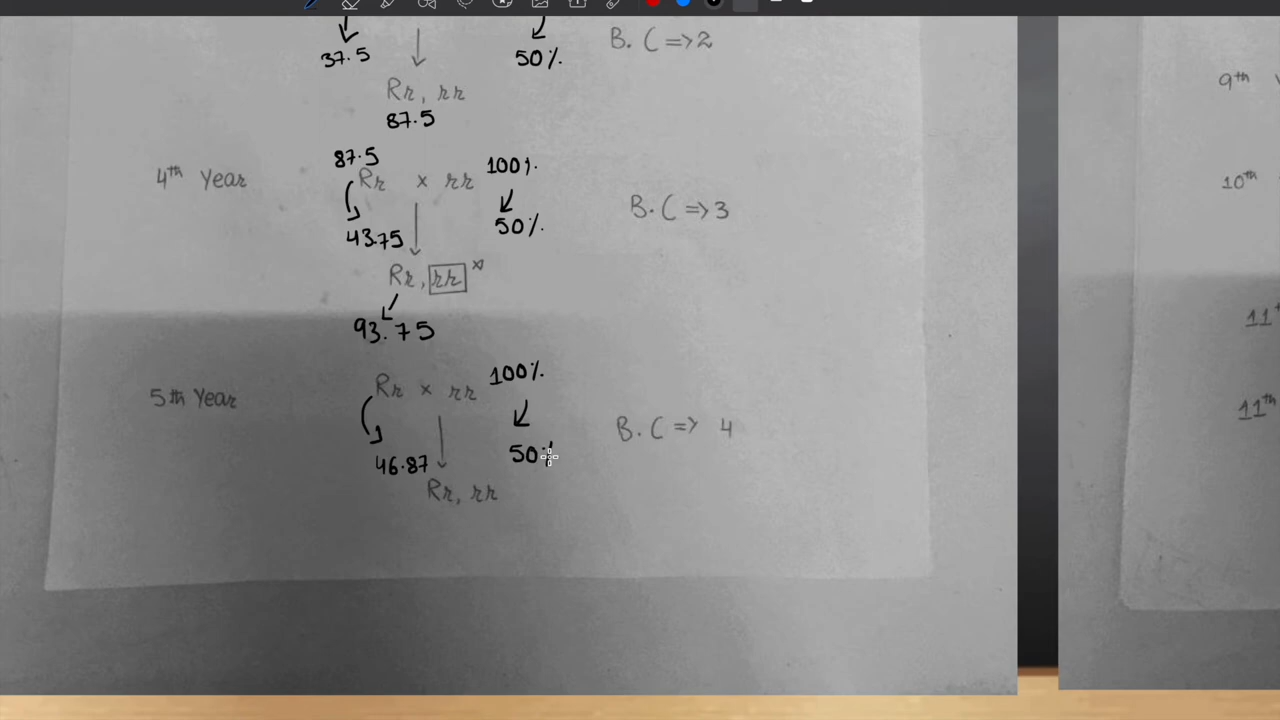 37.5 50%.
B.C => 2
Rr, rr
87.5
87.5 100%.
4th Year Rr × rr
43.75 50%.
B.C => 3
Rr, rr ×
93.75
5th Year Rr × rr 100%.
46.87 50%
B.C => 4
Rr, rr
9th Y
10th
11th
11th